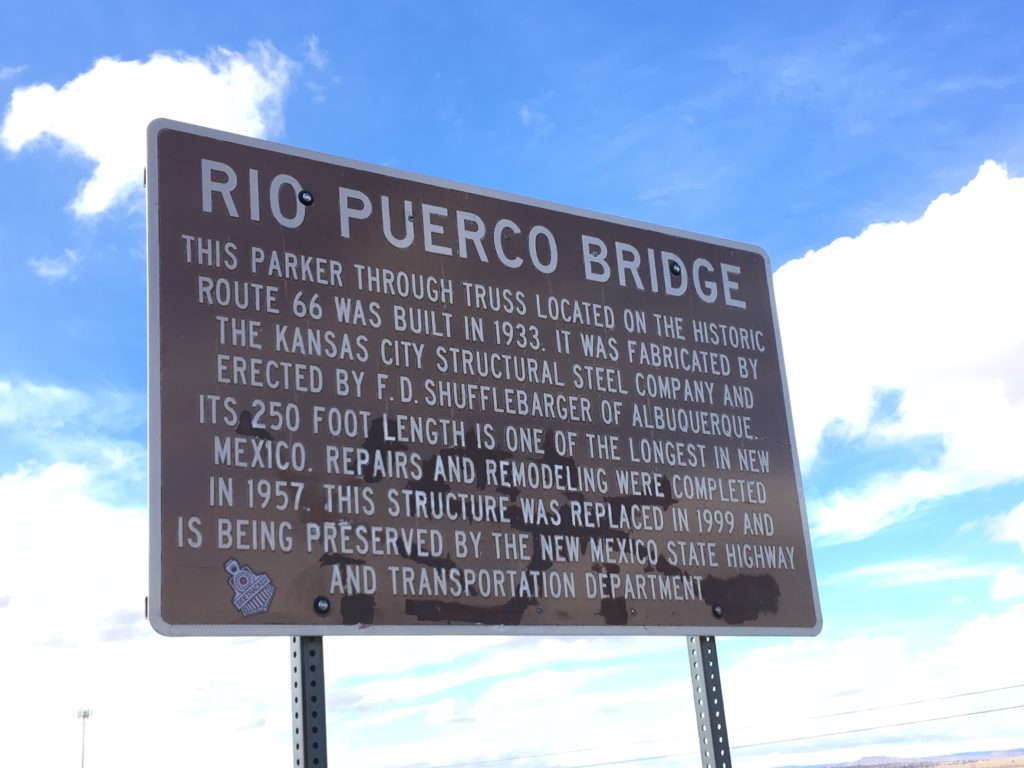 RIO PUERCO BRIDGE
THIS PARKER THROUGH TRUSS LOCATED ON THE HISTORIC
ROUTE 66 WAS BUILT IN 1933. IT WAS FABRICATED BY
THE KANSAS CITY STRUCTURAL STEEL COMPANY AND
ERECTED BY F.D. SHUFFLEBARGER OF ALBUQUERQUE.
ITS 250 FOOT LENGTH IS ONE OF THE LONGEST IN NEW
MEXICO. REPAIRS AND REMODELING WERE COMPLETED
IN 1957. THIS STRUCTURE WAS REPLACED IN 1999 AND
IS BEING PRESERVED BY THE NEW MEXICO STATE HIGHWAY
AND TRANSPORTATION DEPARTMENT